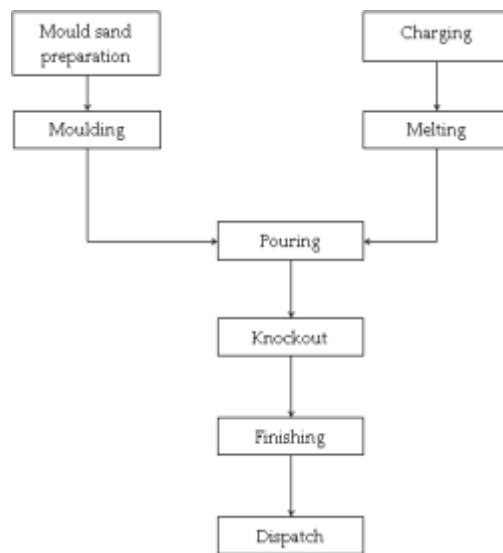 Mould sand
preparation
Charging
Moulding
Melting
Pouring
Knockout
Finishing
Dispatch